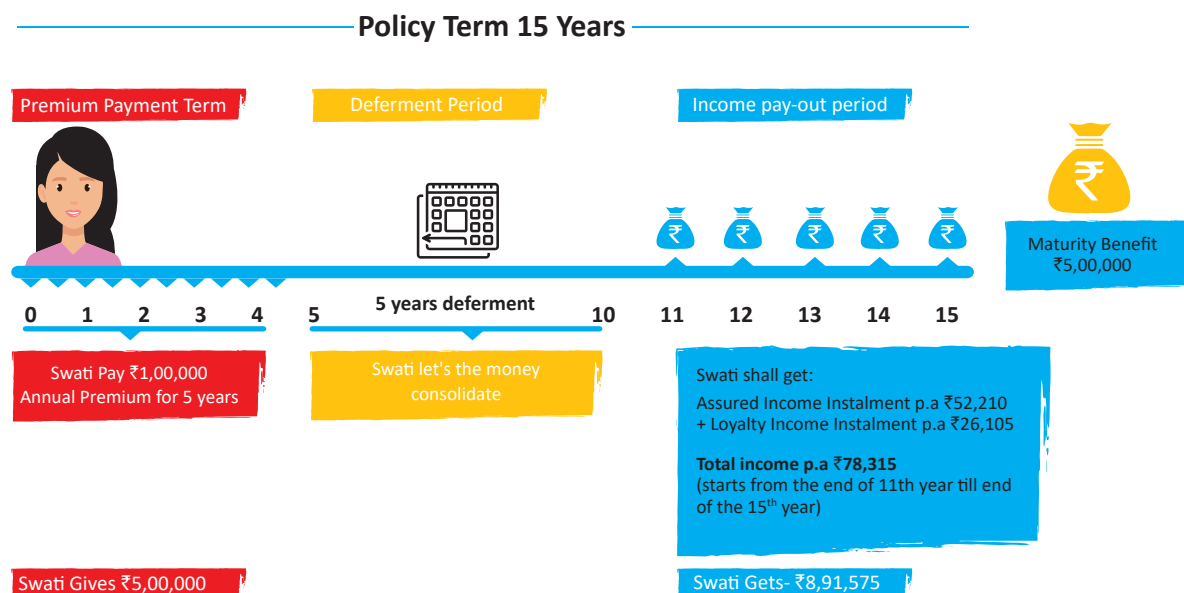 Policy Term 15 Years
Premium Payment Term
Deferment Period
Income pay-out period
₹
₹
₹
₹
₹
₹
Maturity Benefit
₹5,00,000
0
1
2
3
4
5
5 years deferment
10
11
12
13
14
15
Swati Pay ₹1,00,000
Annual Premium for 5 years
Swati let's the money
consolidate
Swati shall get:
Assured Income Instalment p.a ₹52,210
+ Loyalty Income Instalment p.a ₹26,105
Total income p.a ₹78,315
(starts from the end of 11th year till end
of the 15th year)
Swati Gives ₹5,00,000
Swati Gets- ₹8,91,575